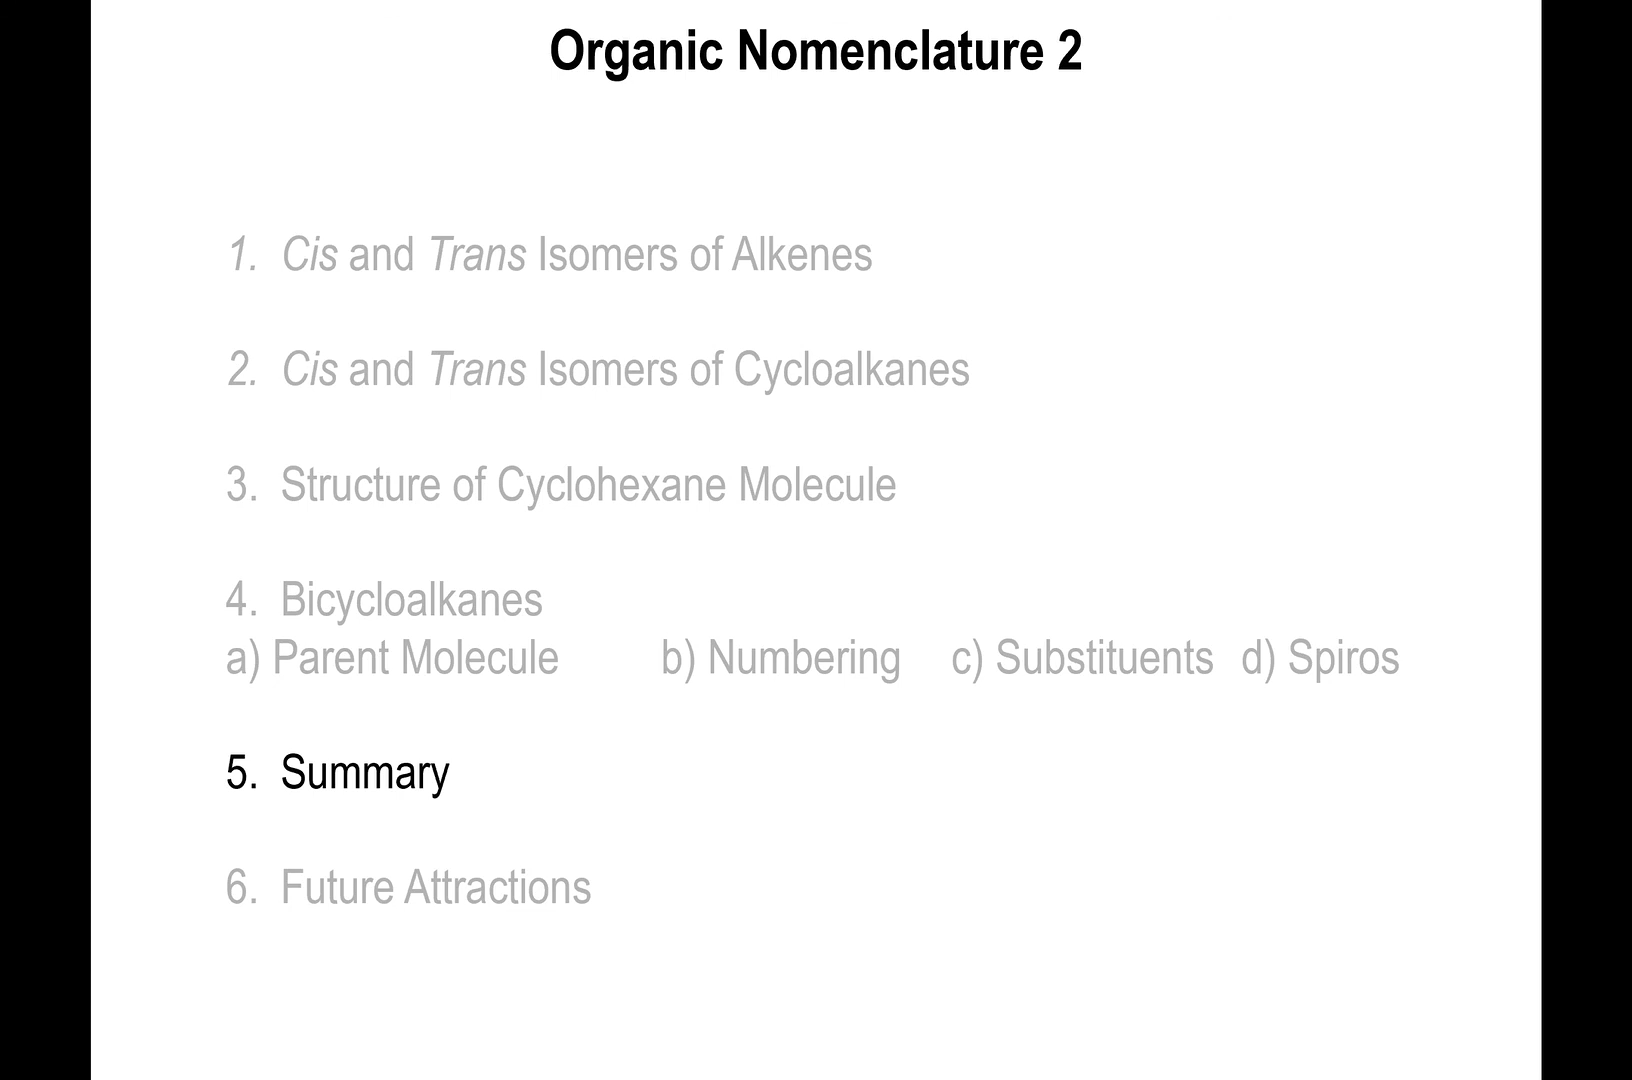 Organic Nomenclature 2
1. Cis and Trans Isomers of Alkenes
2. Cis and Trans Isomers of Cycloalkanes
3. Structure of Cyclohexane Molecule
4. Bicycloalkanes
a) Parent Molecule b) Numbering c) Substituents d) Spiros
5. Summary
6. Future Attractions